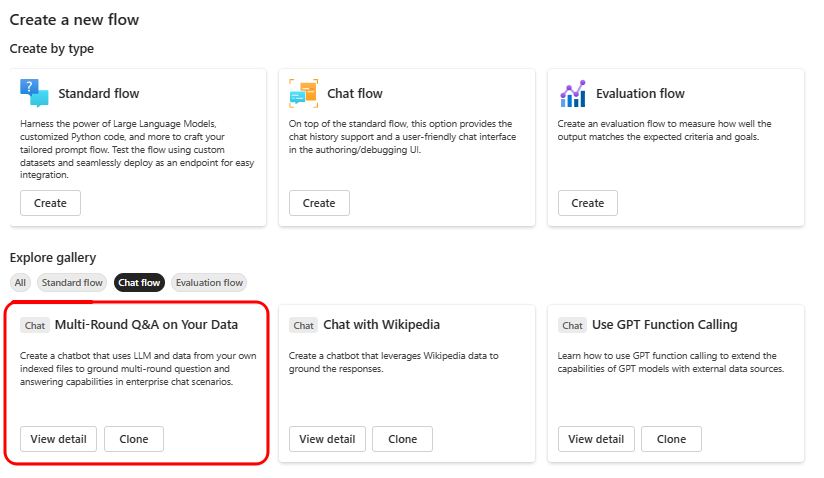 Create a new flow
Create by type
Standard flow
Harness the power of Large Language Models,
customized Python code, and more to craft your
tailored prompt flow. Test the flow using custom
datasets and seamlessly deploy as an endpoint for easy
integration.
Create
Chat flow
On top of the standard flow, this option provides the
chat history support and a user-friendly chat interface
in the authoring/debugging UI.
Create
Evaluation flow
Create an evaluation flow to measure how well the
output matches the expected criteria and goals.
Create
Explore gallery
All Standard flow Chat flow Evaluation flow
Chat Multi-Round Q&A on Your Data
Create a chatbot that uses LLM and data from your own
indexed files to ground multi-round question and
answering capabilities in enterprise chat scenarios.
View detail Clone
Chat Chat with Wikipedia
Create a chatbot that leverages Wikipedia data to
ground the responses.
View detail Clone
Chat Use GPT Function Calling
Learn how to use GPT function calling to extend the
capabilities of GPT models with external data sources.
View detail Clone